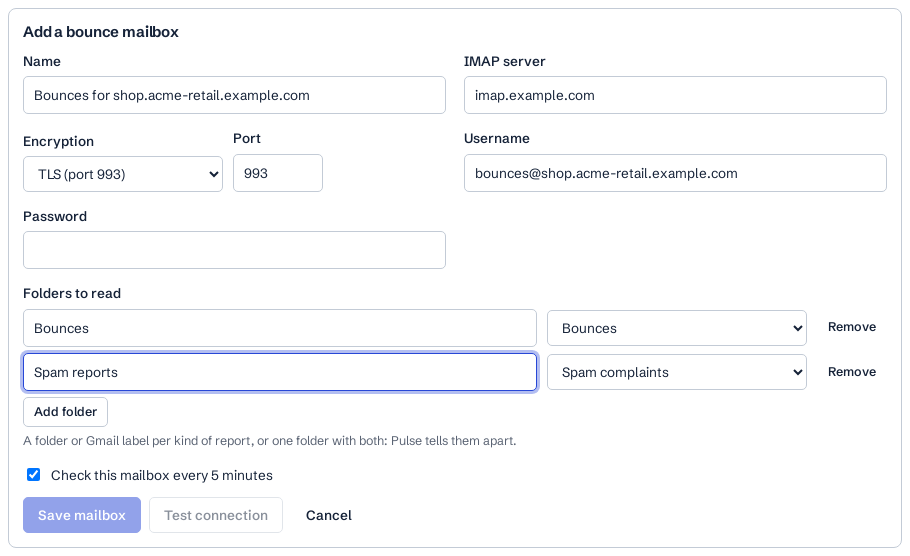 Add a bounce mailbox
Name
IMAP server
Bounces for shop.acme-retail.example.com
imap.example.com
Encryption
Port
Username
TLS (port 993)
993
bounces@shop.acme-retail.example.com
Password
Folders to read
Bounces
Bounces
Remove
Spam reports
Spam complaints
Remove
Add folder
A folder or Gmail label per kind of report, or one folder with both: Pulse tells them apart.
Check this mailbox every 5 minutes
Save mailbox
Test connection
Cancel